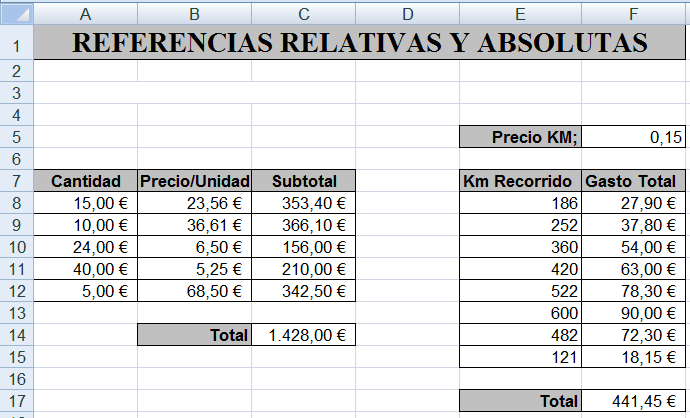 A B C D E F
1 REFERENCIAS RELATIVAS Y ABSOLUTAS
2
3
4
5 Precio KM; 0,15
6
7 Cantidad Precio/Unidad Subtotal Km Recorrido Gasto Total
8 15,00 € 23,56 € 353,40 € 186 27,90 €
9 10,00 € 36,61 € 366,10 € 252 37,80 €
10 24,00 € 6,50 € 156,00 € 360 54,00 €
11 40,00 € 5,25 € 210,00 € 420 63,00 €
12 5,00 € 68,50 € 342,50 € 522 78,30 €
13 600 90,00 €
14 Total 1.428,00 € 482 72,30 €
15 121 18,15 €
16
17 Total 441,45 €